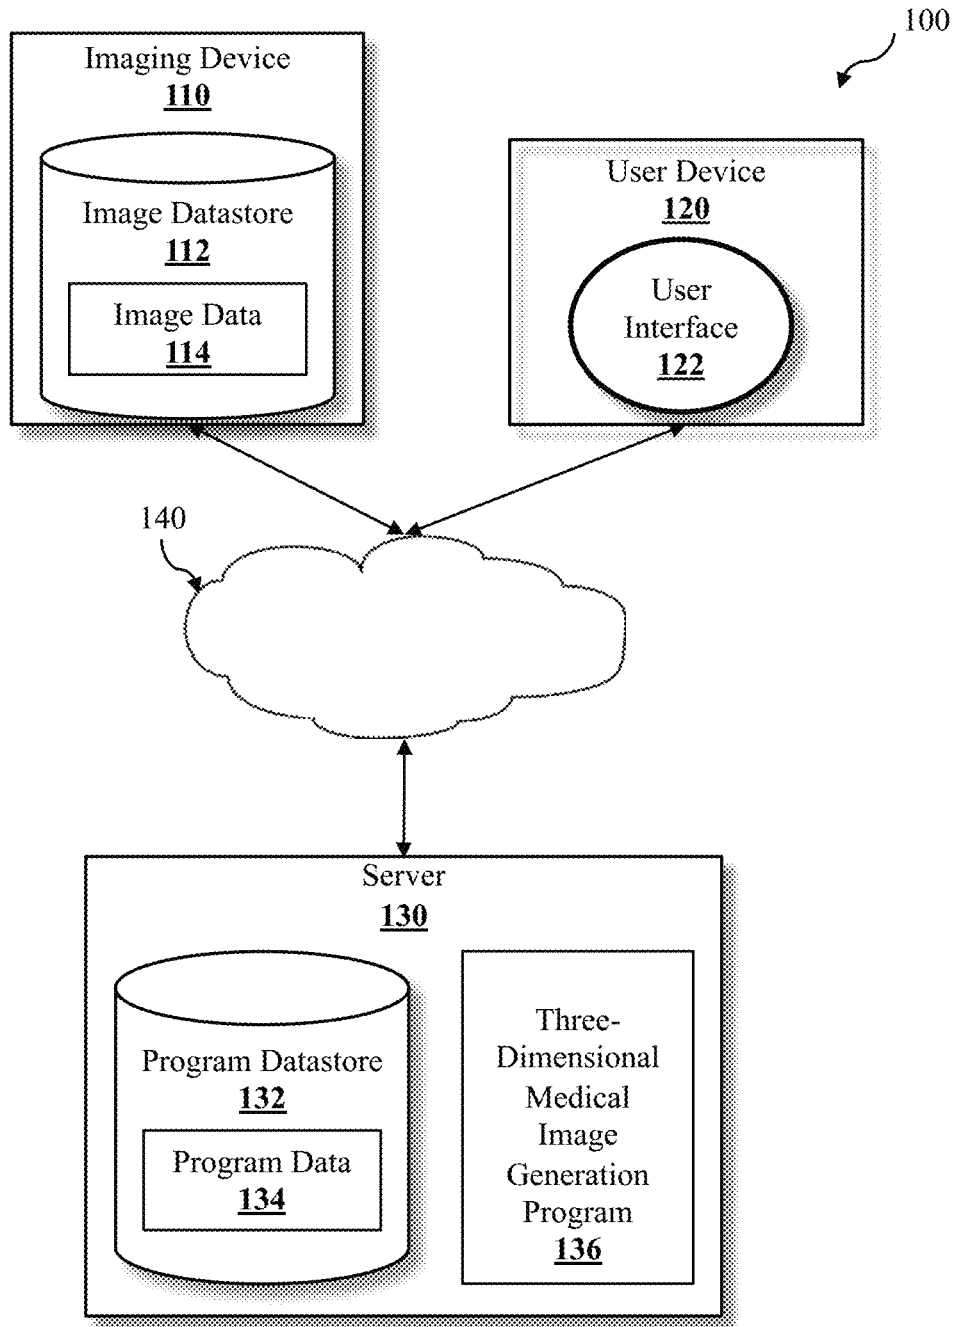 100
Imaging Device
110
Image Datastore
112
Image Data
114
User Device
120
User
Interface
122
140
Server
130
Program Datastore
132
Program Data
134
Three-
Dimensional
Medical
Image
Generation
Program
136